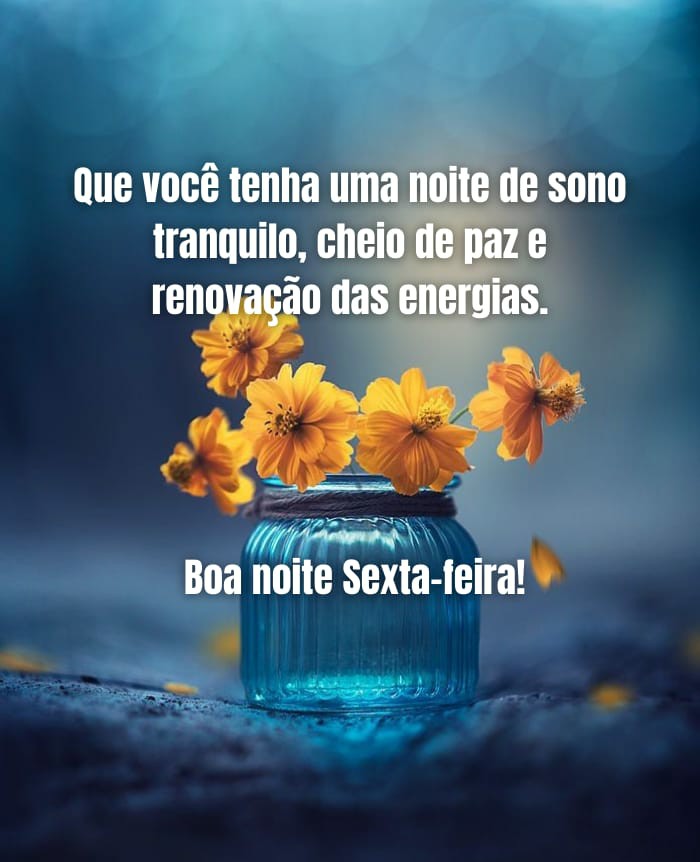 Que você tenha uma noite de sono
tranquilo, cheio de paz e
renovação das energias.
Boa noite Sexta-feira!